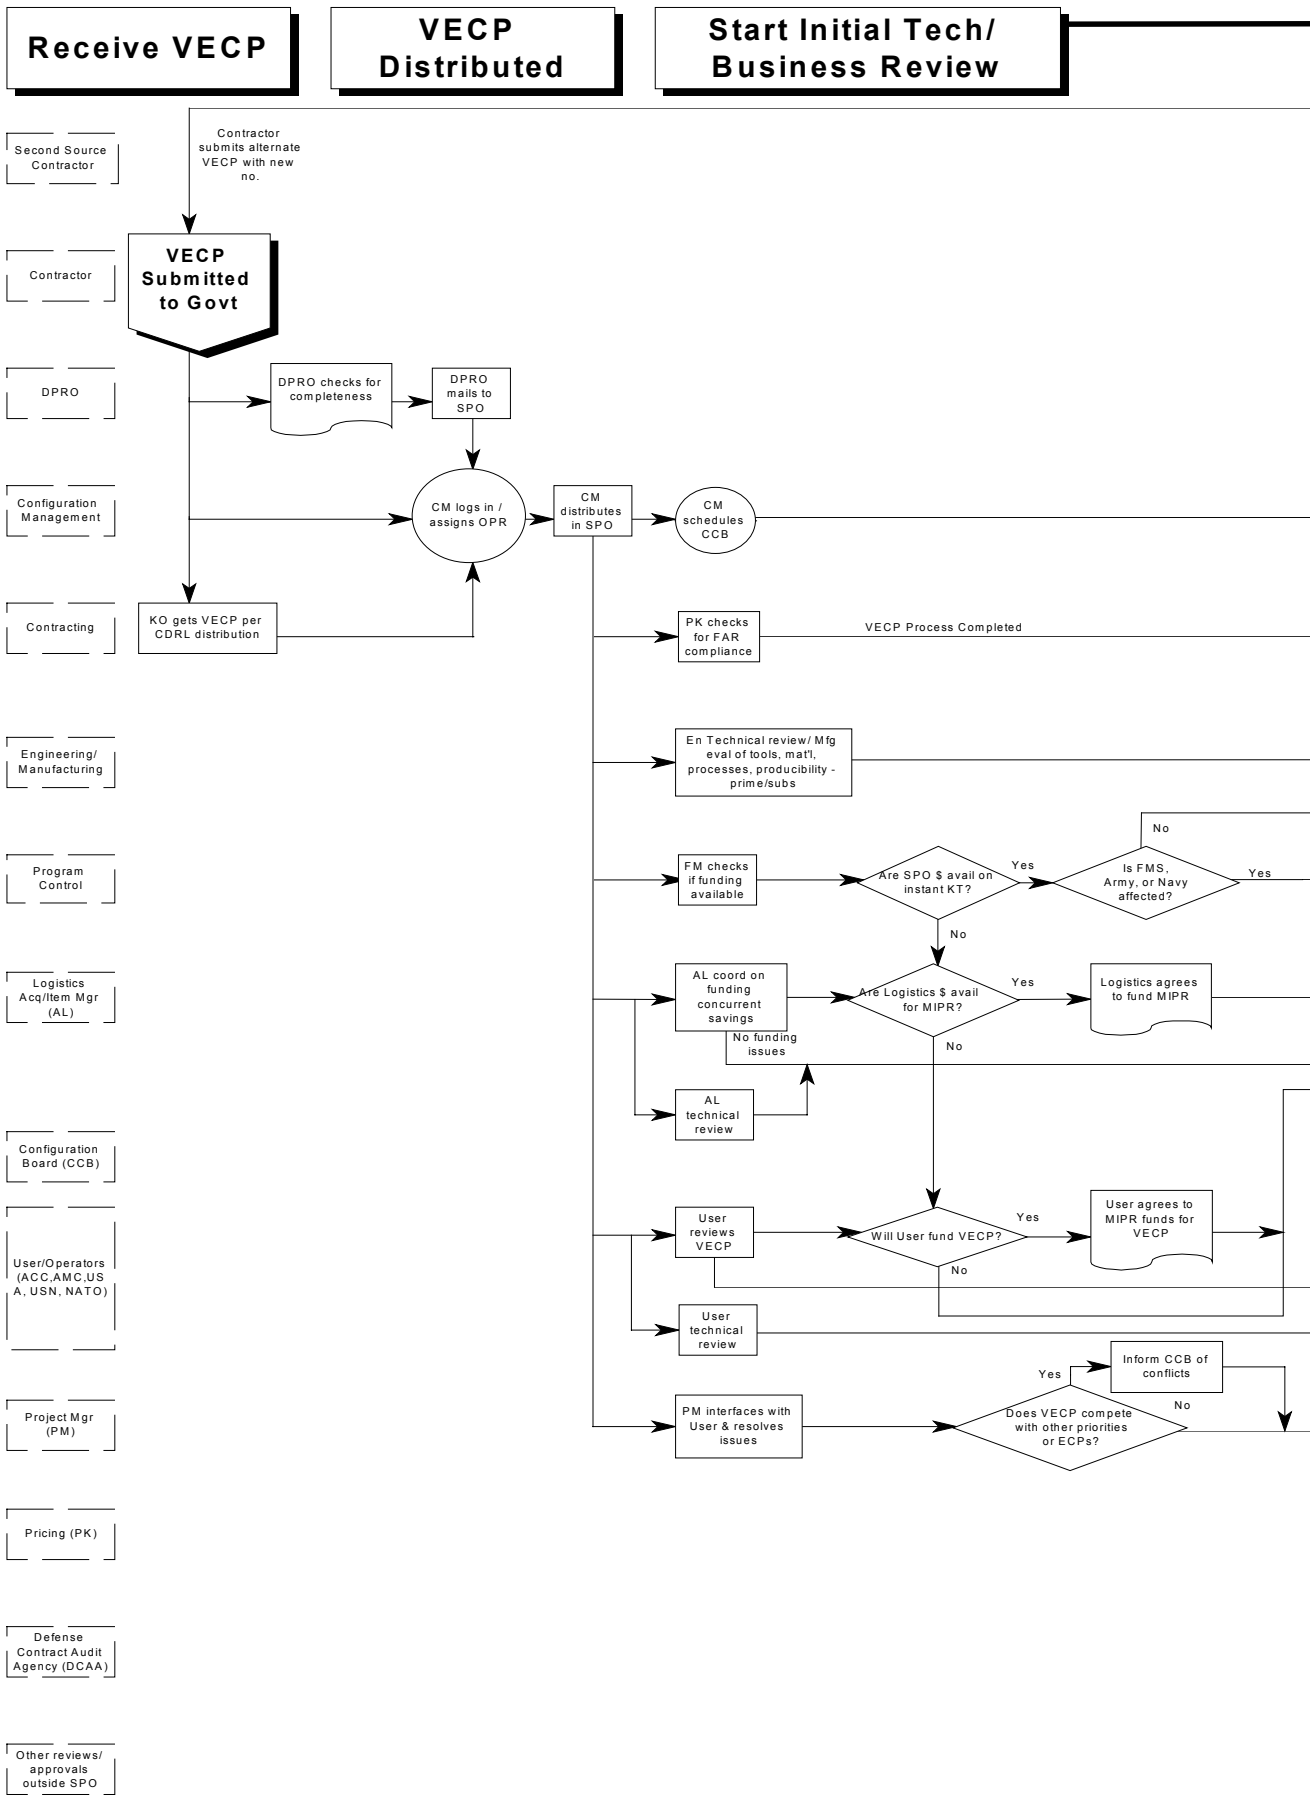 Receive VECP
VECP
Distributed
Start Initial Tech/
Business Review
Second Source
Contractor
Contractor
submits alternate
VECP with new
no.
Contractor
VECP
Submitted
to Govt
DPRO
DPRO checks for
completeness
DPRO
mails to
SPO
Configuration
Management
CM logs in /
assigns OPR
CM
distributes
in SPO
CM
schedules
CCB
Contracting
KO gets VECP per
CDRL distribution
PK checks
for FAR
compliance
VECP Process Completed
Engineering/
Manufacturing
En Technical review/ Mfg
eval of tools, mat'l,
processes, producibility -
prime/subs
No
Program
Control
FM checks
if funding
available
Are SPO $ avail on
instant KT?
Yes
Is FMS,
Army, or Navy
affected?
Yes
No
Logistics
Acq/Item Mgr
(AL)
AL coord on
funding
concurrent
savings
Are Logistics $ avail
for MIPR?
Yes
Logistics agrees
to fund MIPR
No funding
issues
No
AL
technical
review
Configuration
Board (CCB)
User/Operators
(ACC,AMC,US
A, USN, NATO)
User
reviews
VECP
Will User fund VECP?
Yes
User agrees to
MIPR funds for
VECP
No
User
technical
review
Inform CCB of
conflicts
Yes
Project Mgr
(PM)
PM interfaces with
User & resolves
issues
Does VECP compete
with other priorities
or ECPs?
No
Pricing (PK)
Defense
Contract Audit
Agency (DCAA)
Other reviews/
approvals
outside SPO